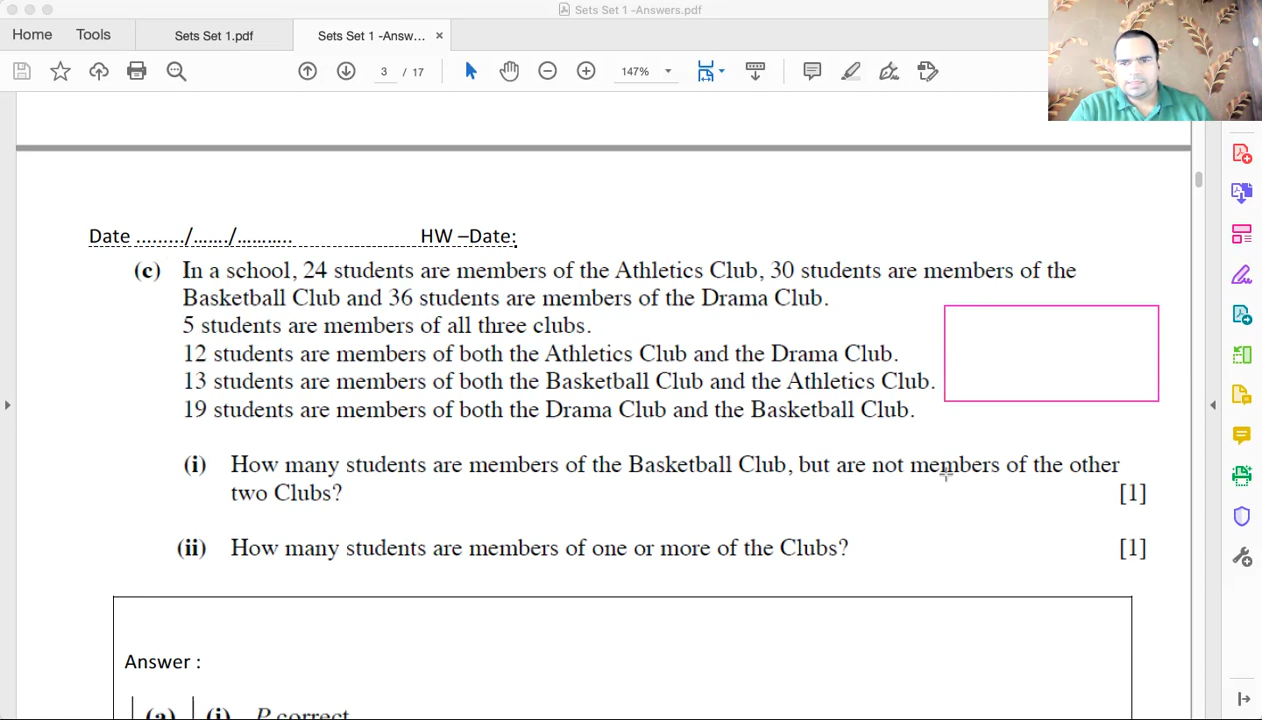 Sets Set 1 -Answers.pdf
Home Tools Sets Set 1.pdf Sets Set 1 -Answ... ×
3 / 17 147%
Date ........./......./........... HW –Date:
(c) In a school, 24 students are members of the Athletics Club, 30 students are members of the
Basketball Club and 36 students are members of the Drama Club.
5 students are members of all three clubs.
12 students are members of both the Athletics Club and the Drama Club.
13 students are members of both the Basketball Club and the Athletics Club.
19 students are members of both the Drama Club and the Basketball Club.
(i) How many students are members of the Basketball Club, but are not members of the other
two Clubs? [1]
(ii) How many students are members of one or more of the Clubs? [1]
Answer :
(a) (i) P correct